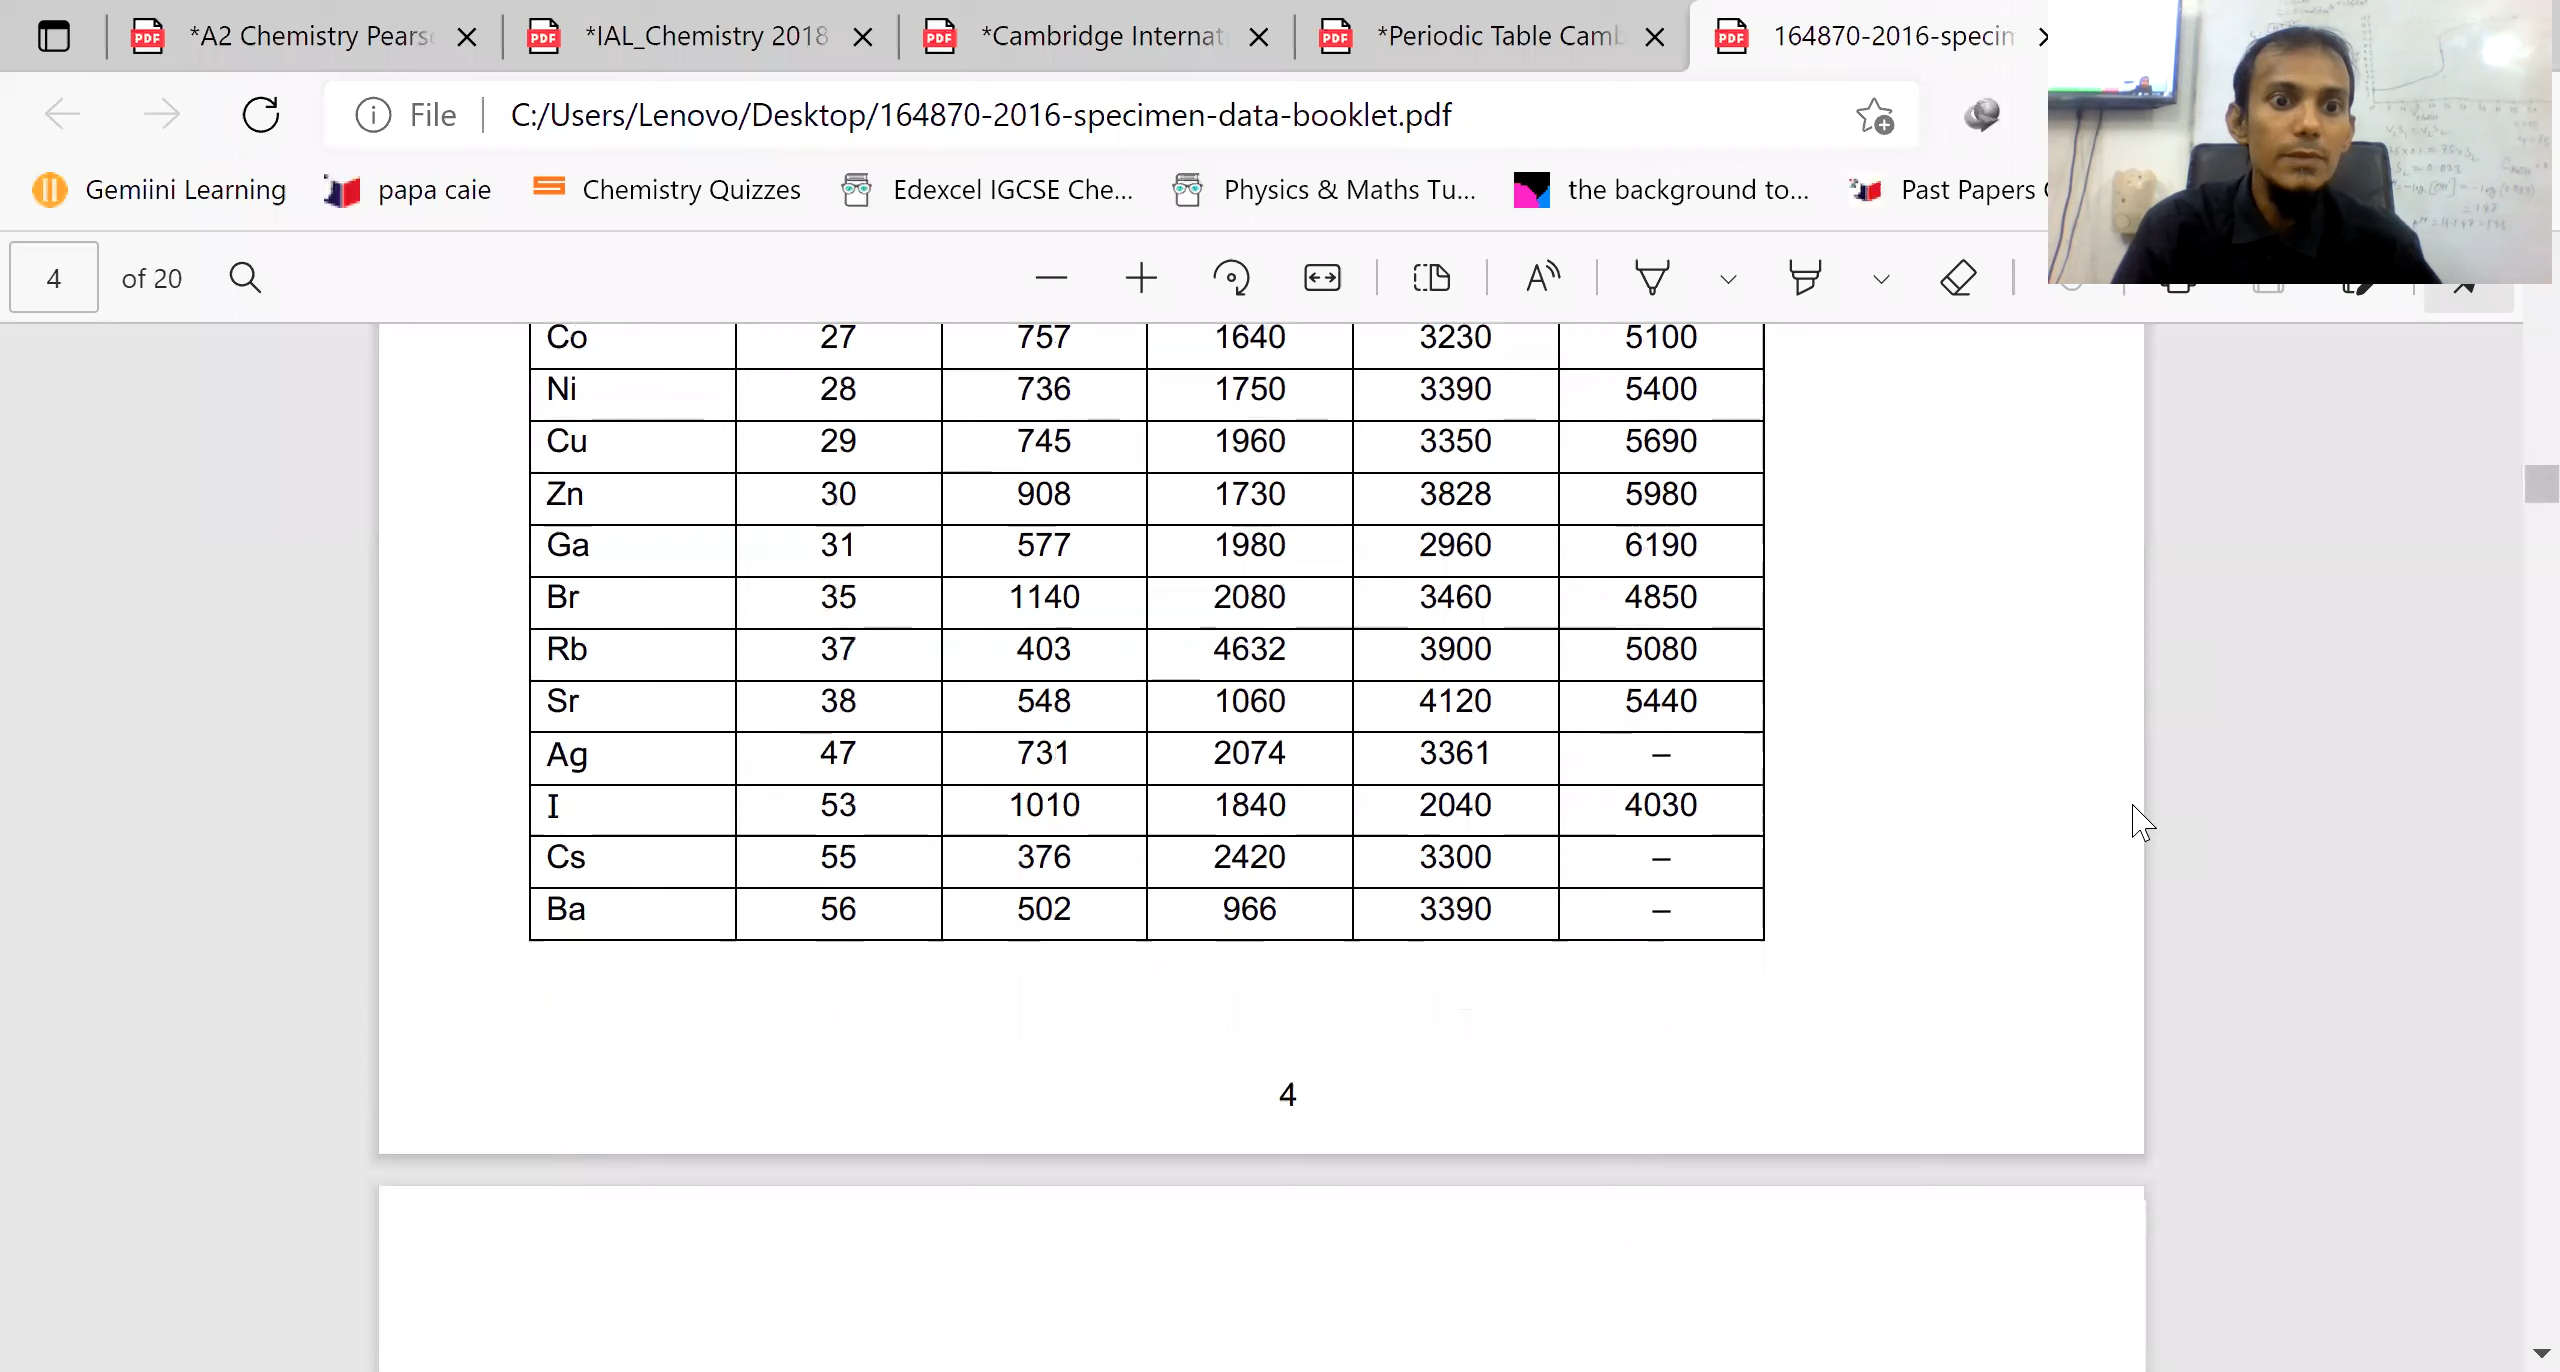 *A2 Chemistry Pears
*IAL_Chemistry 2018
*Cambridge Internat
*Periodic Table Camb
164870-2016-specin
File
C:/Users/Lenovo/Desktop/164870-2016-specimen-data-booklet.pdf
Gemiini Learning
papa caie
Chemistry Quizzes
Edexcel IGCSE Che...
Physics & Maths Tu...
the background to...
Past Papers
4 of 20
Co 27 757 1640 3230 5100
Ni 28 736 1750 3390 5400
Cu 29 745 1960 3350 5690
Zn 30 908 1730 3828 5980
Ga 31 577 1980 2960 6190
Br 35 1140 2080 3460 4850
Rb 37 403 4632 3900 5080
Sr 38 548 1060 4120 5440
Ag 47 731 2074 3361 –
I 53 1010 1840 2040 4030
Cs 55 376 2420 3300 –
Ba 56 502 966 3390 –
4